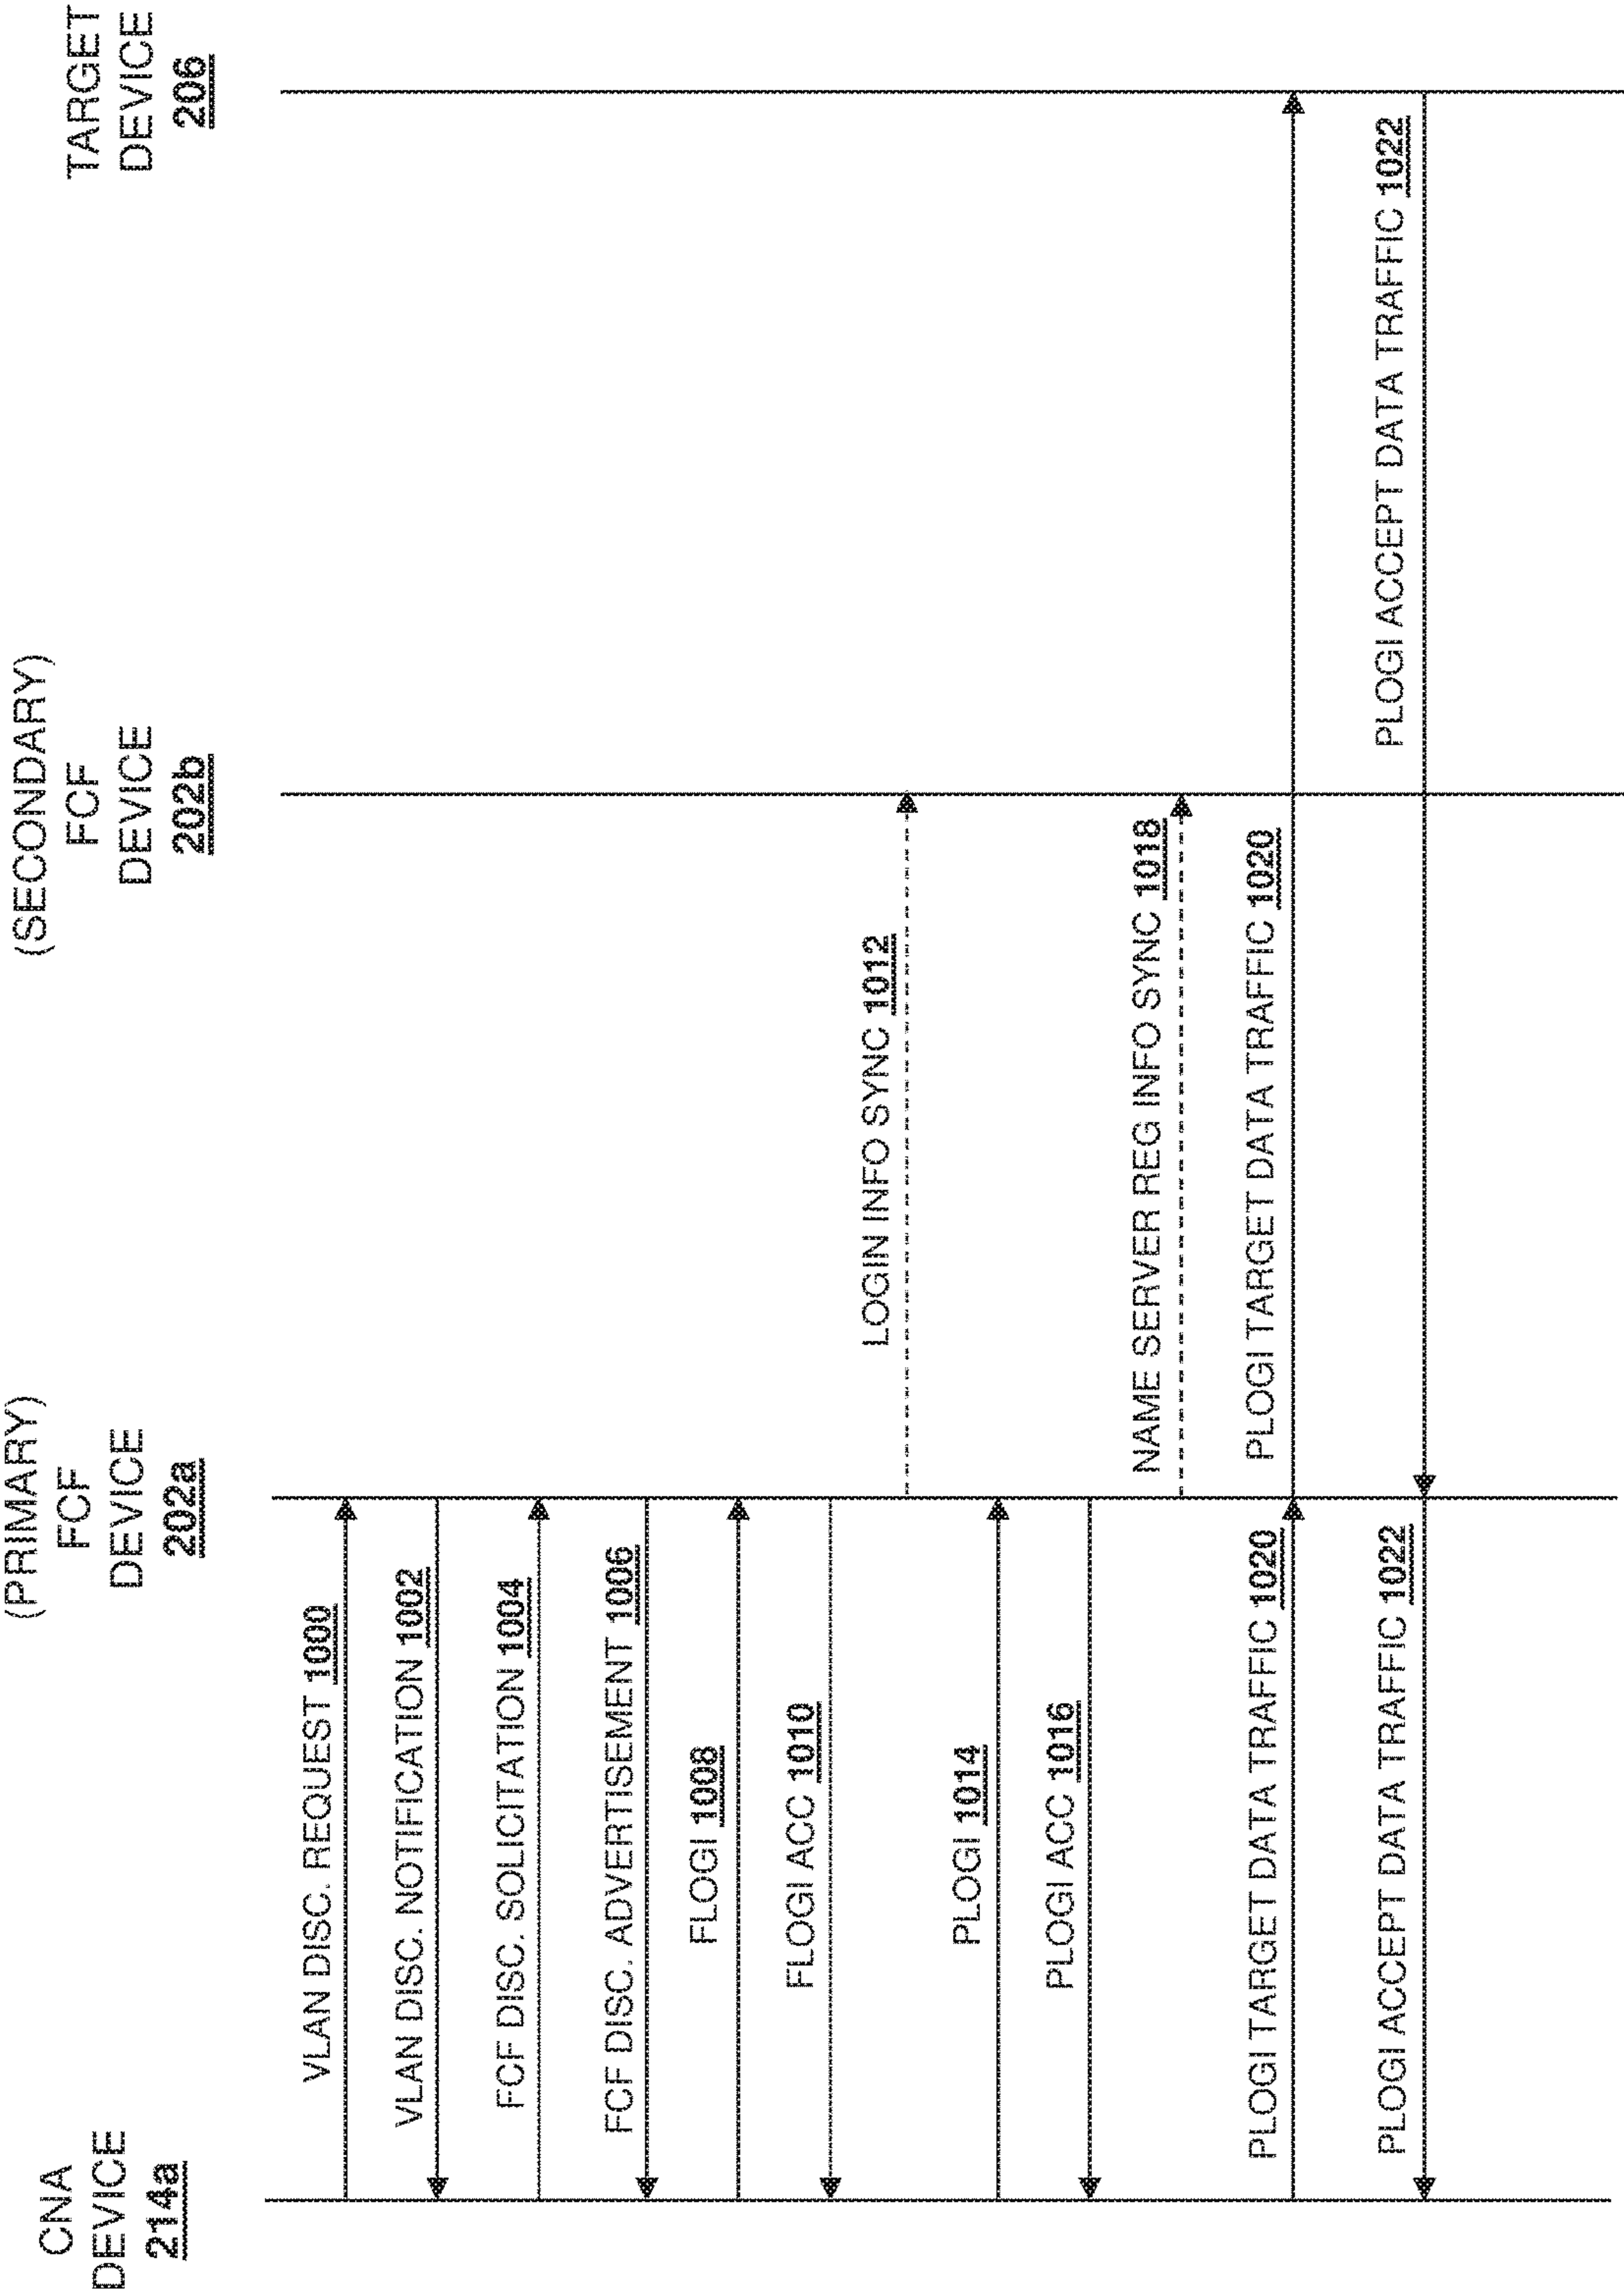 CNA
DEVICE
214a
(PRIMARY)
FCF
DEVICE
202a
(SECONDARY)
FCF
DEVICE
202b
TARGET
DEVICE
206
VLAN DISC. REQUEST 1000
VLAN DISC. NOTIFICATION 1002
FCF DISC. SOLICITATION 1004
FCF DISC. ADVERTISEMENT 1006
FLOGI 1008
FLOGI ACC 1010
LOGIN INFO SYNC 1012
PLOGI 1014
PLOGI ACC 1016
NAME SERVER REG INFO SYNC 1018
PLOGI TARGET DATA TRAFFIC 1020
PLOGI TARGET DATA TRAFFIC 1020
PLOGI ACCEPT DATA TRAFFIC 1022
PLOGI ACCEPT DATA TRAFFIC 1022